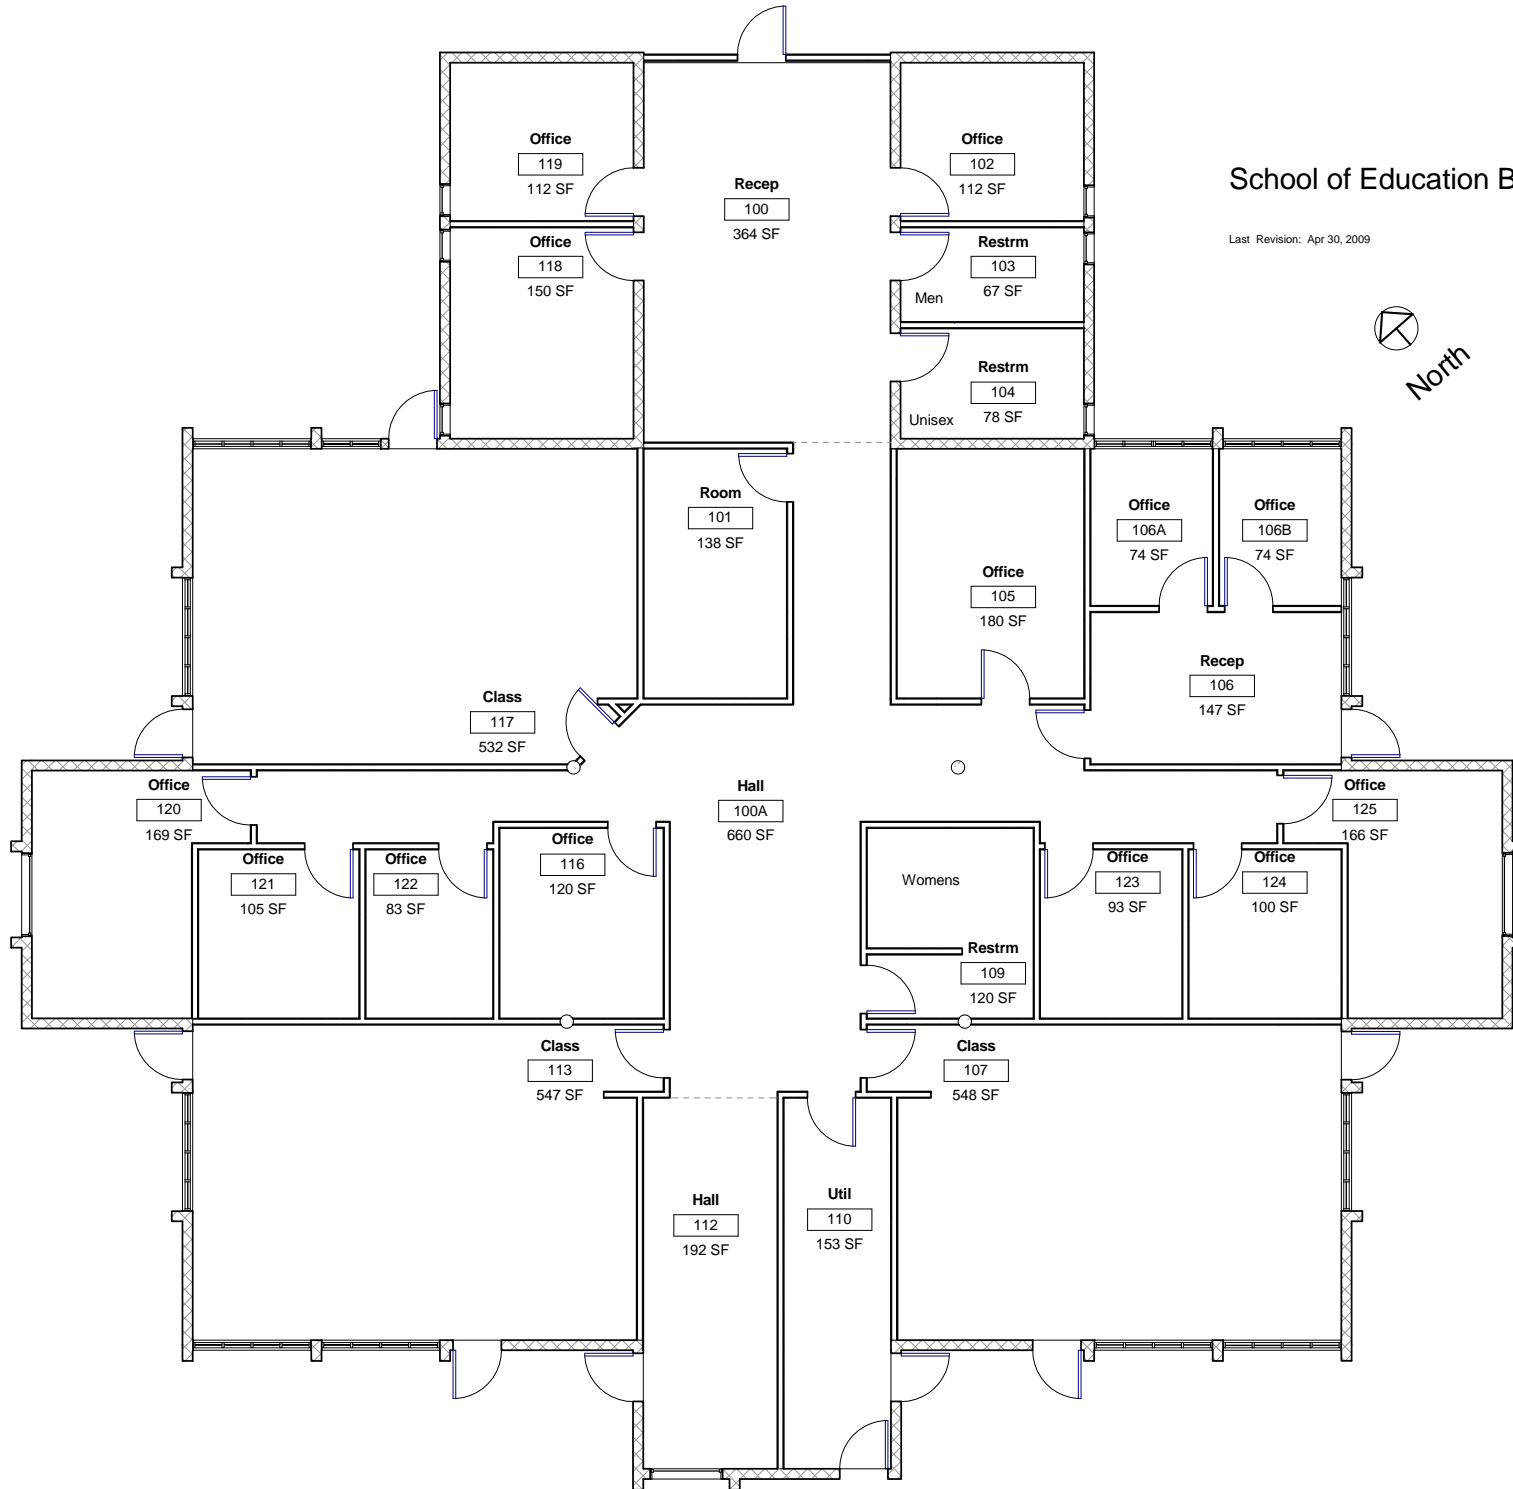 School of Education B
Last Revision: Apr 30, 2009
North
Office
119
112 SF
Recep
100
364 SF
Office
102
112 SF
Office
118
150 SF
Restrm
103
67 SF
Men
Restrm
104
78 SF
Unisex
Room
101
138 SF
Office
105
180 SF
Office
106A
74 SF
Office
106B
74 SF
Recep
106
147 SF
Class
117
532 SF
Office
120
169 SF
Hall
100A
660 SF
Office
125
166 SF
Office
121
105 SF
Office
122
83 SF
Office
116
120 SF
Womens
Office
123
93 SF
Office
124
100 SF
Restrm
109
120 SF
Class
113
547 SF
Class
107
548 SF
Hall
112
192 SF
Util
110
153 SF